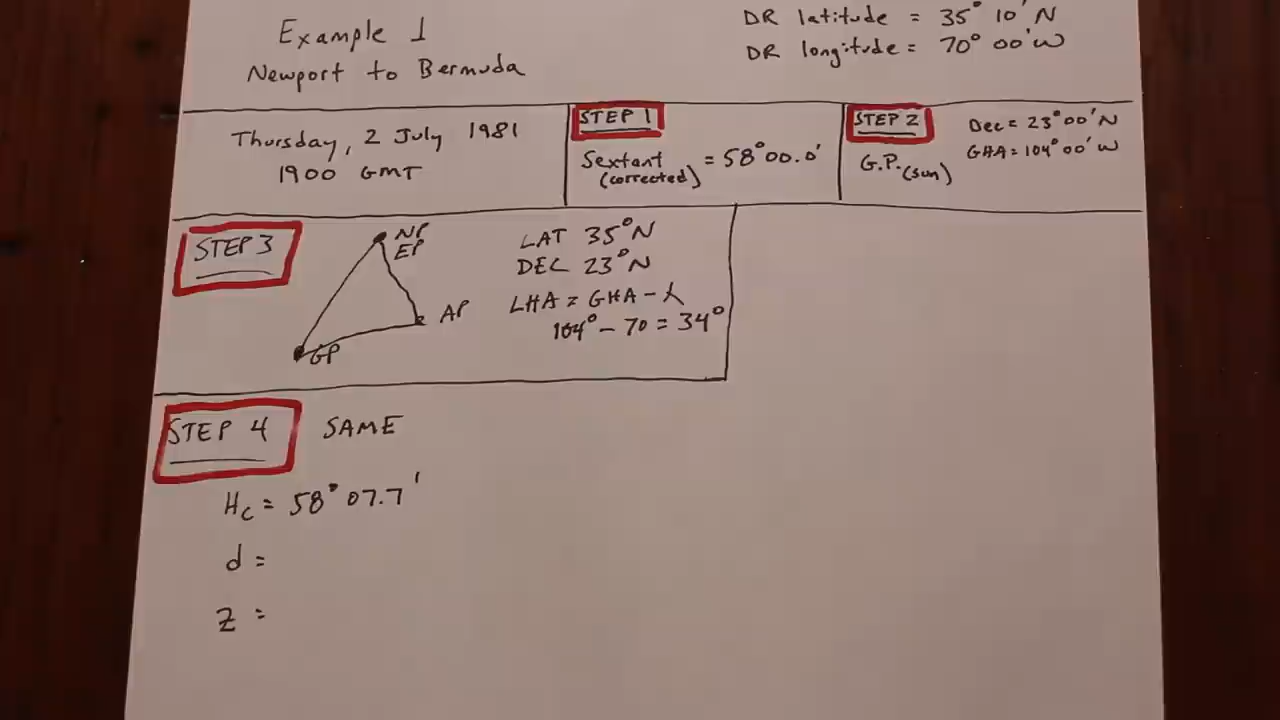 Example 1
Newport to Bermuda
DR latitude = 35° 10' N
DR longitude = 70° 00' W
Thursday, 2 July 1981
1900 GMT
STEP 1
Sextant (corrected) = 58° 00.0'
STEP 2
G.P. (sun)
Dec = 23° 00' N
GHA = 104° 00' W
STEP 3
NP
EP
AP
GP
LAT 35° N
DEC 23° N
LHA = GHA - λ
104° - 70 = 34°
STEP 4 SAME
Hc = 58° 07.7'
d =
Z =